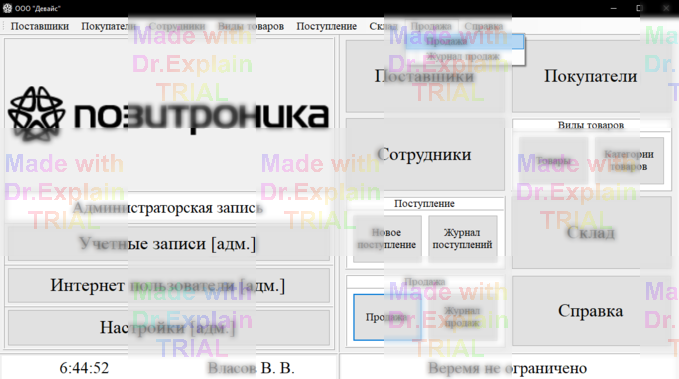 ООО "Девайс"
Поставщики Покупатели Сотрудники Виды товаров Поступление Склад Продажа Справка
Продажа
Журнал продаж
позитроника
Администраторская запись
Учетные записи [адм.]
Интернет пользователи [адм.]
Настройки [адм.]
Поставщики
Покупатели
Сотрудники
Виды товаров
Товары
Категории
товаров
Поступление
Новое
поступление
Журнал
поступлений
Склад
Продажа
Продажа
Журнал
продаж
Справка
6:44:52
Власов В. В.
Веремя не ограничено
Made with
Dr.Explain
TRIAL
Made with
Dr.Explain
TRIAL
Made with
Dr.Explain
TRIAL
Made with
Dr.Explain
TRIAL
Made with
Dr.Explain
TRIAL
Made with
Dr.Explain
TRIAL
Made with
Dr.Explain
TRIAL